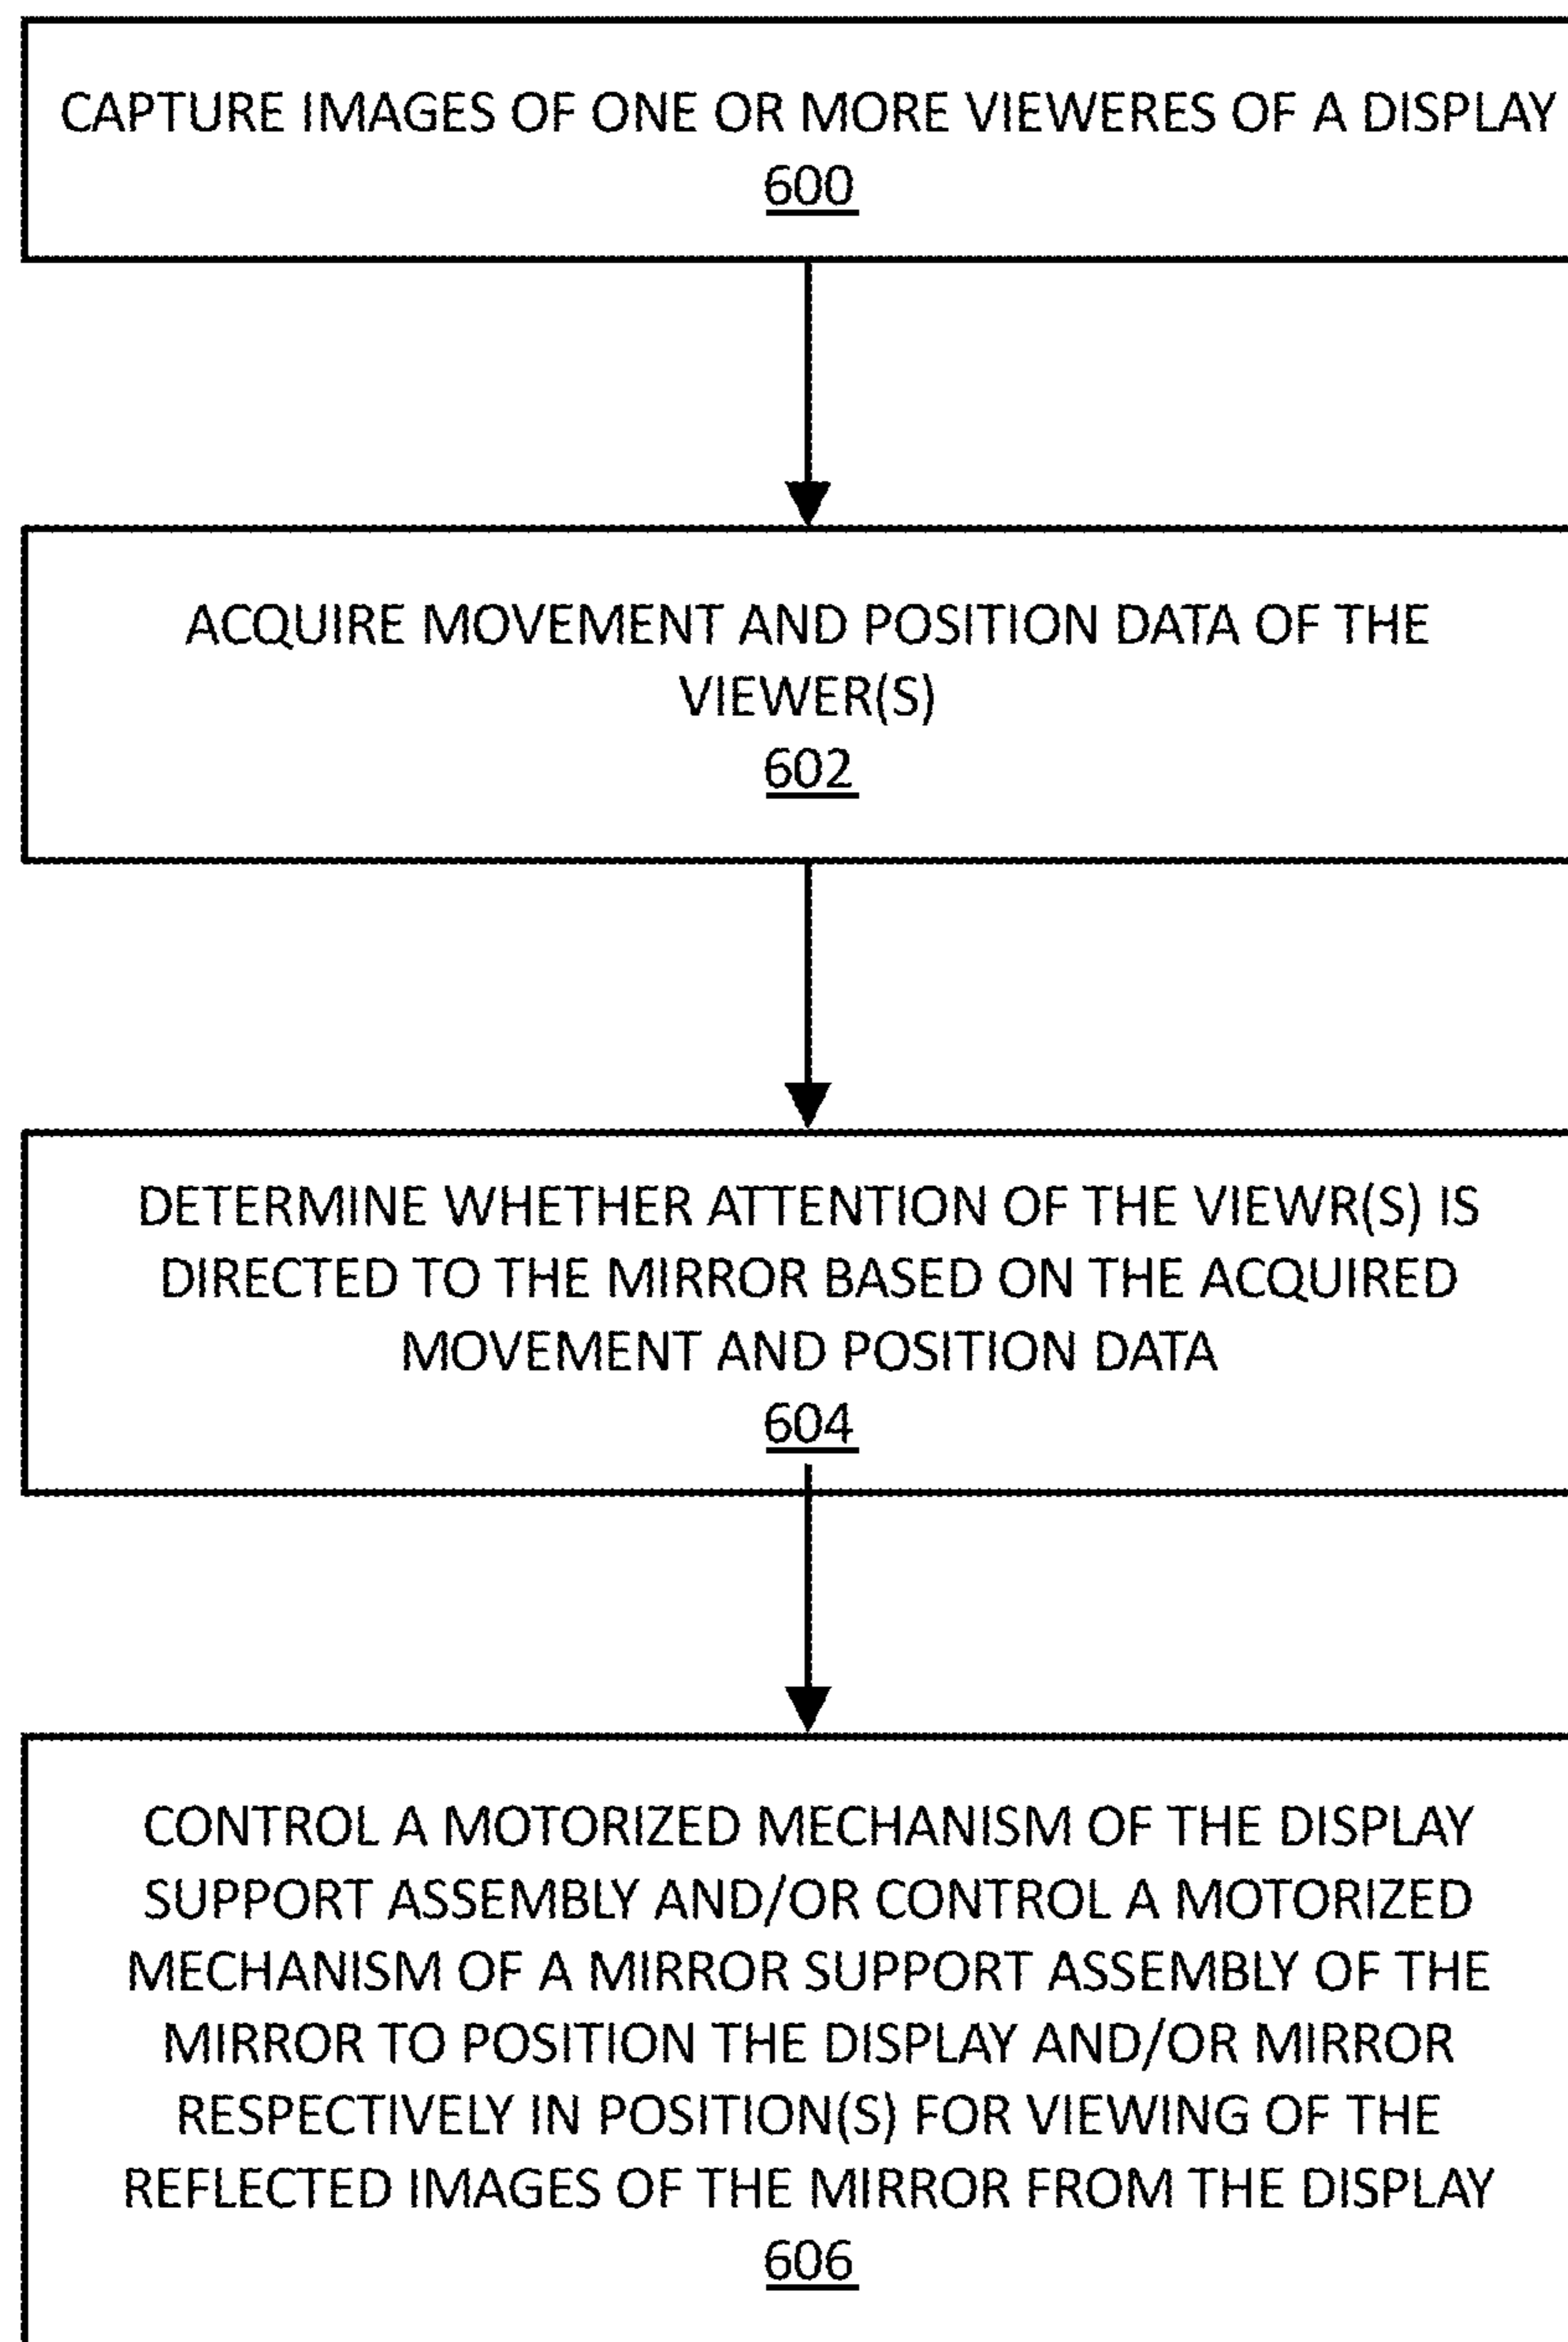 CAPTURE IMAGES OF ONE OR MORE VIEWERES OF A DISPLAY
600
ACQUIRE MOVEMENT AND POSITION DATA OF THE
VIEWER(S)
602
DETERMINE WHETHER ATTENTION OF THE VIEWR(S) IS
DIRECTED TO THE MIRROR BASED ON THE ACQUIRED
MOVEMENT AND POSITION DATA
604
CONTROL A MOTORIZED MECHANISM OF THE DISPLAY
SUPPORT ASSEMBLY AND/OR CONTROL A MOTORIZED
MECHANISM OF A MIRROR SUPPORT ASSEMBLY OF THE
MIRROR TO POSITION THE DISPLAY AND/OR MIRROR
RESPECTIVELY IN POSITION(S) FOR VIEWING OF THE
REFLECTED IMAGES OF THE MIRROR FROM THE DISPLAY
606